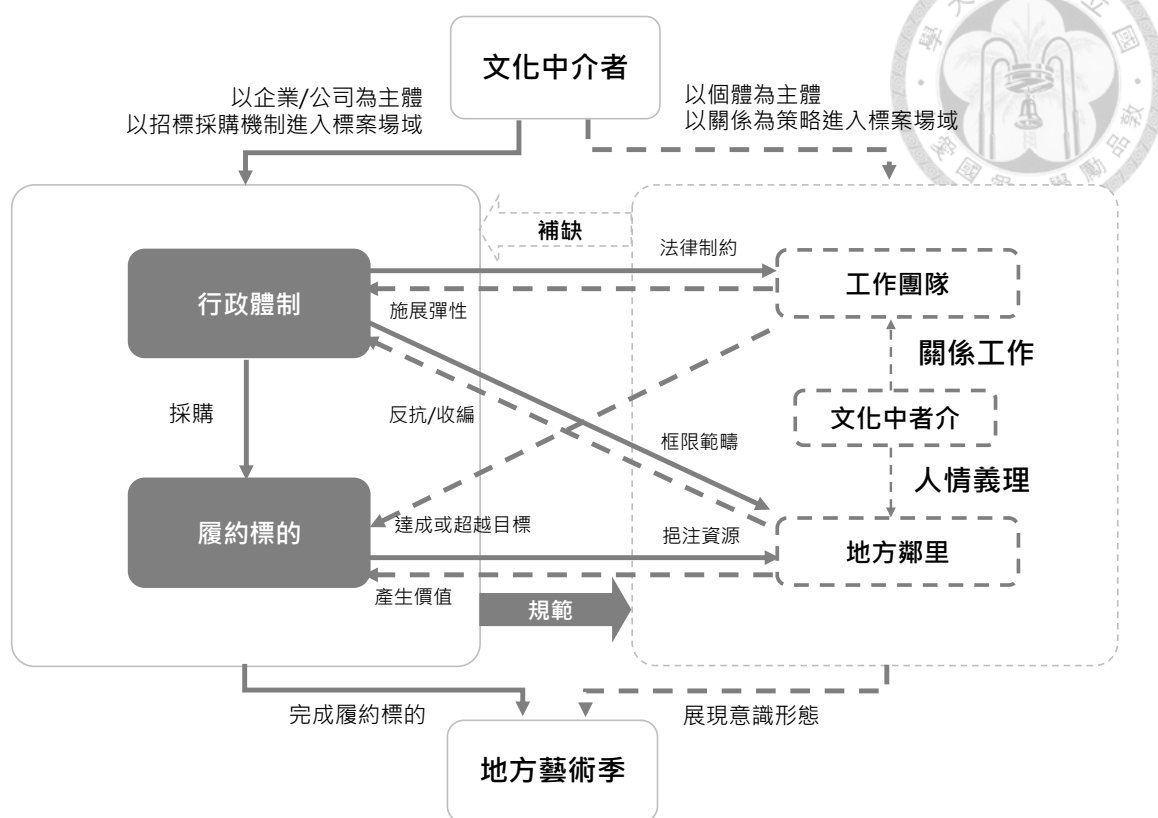 文化中介者
以企業/公司為主體
以招標採購機制進入標案場域
以個體為主體
以關係為策略進入標案場域
補缺
法律制約
行政體制
工作團隊
施展彈性
關係工作
採購
反抗/收編
文化中者介
框限範疇
人情義理
履約標的
達成或超越目標
挹注資源
地方鄰里
產生價值
規範
完成履約標的
展現意識形態
地方藝術季